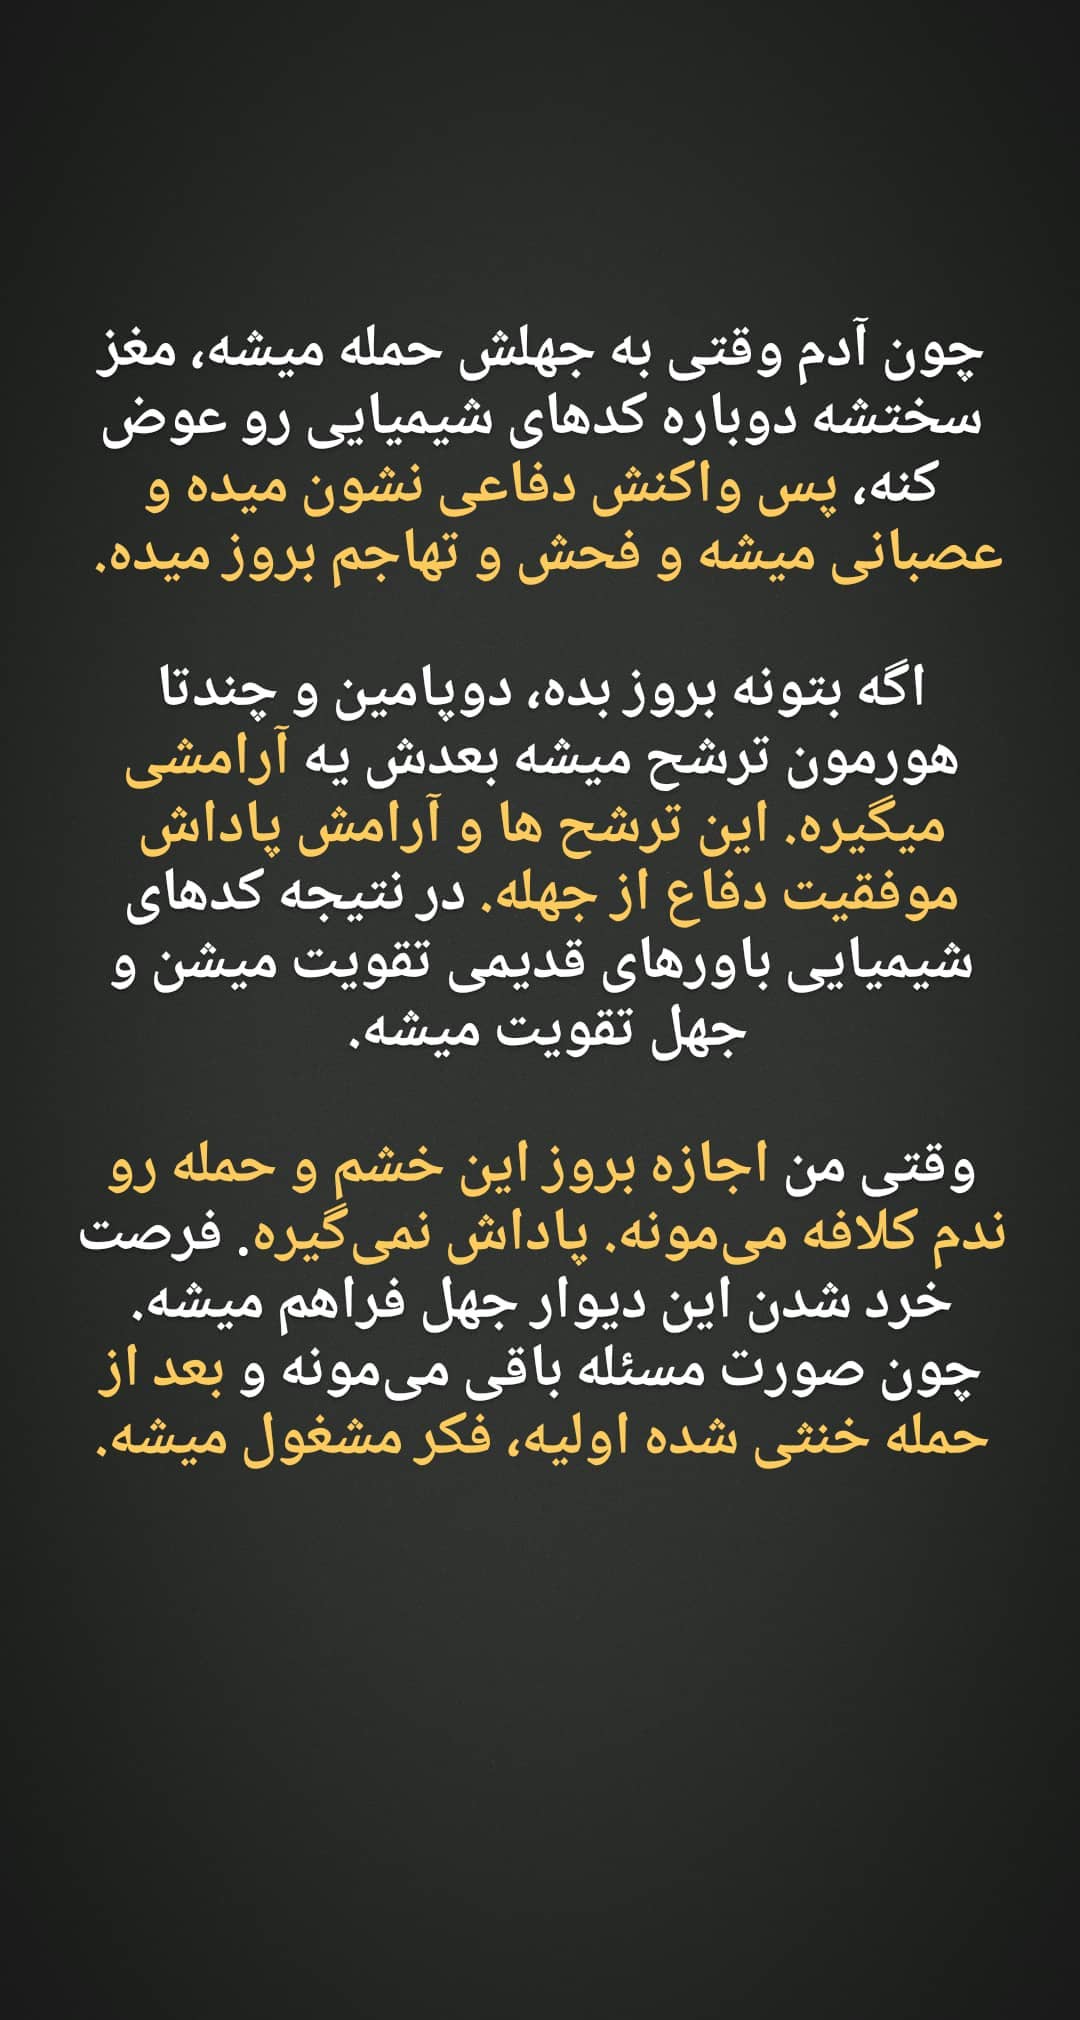 چون آدم وقتی به جهلش حمله میشه، مغز
سختشه دوباره کدهای شیمیایی رو عوض
کنه، پس واکنش دفاعی نشون میده و
عصبانی میشه و فحش و تهاجم بروز میده.
اگه بتونه بروز بده، دوپامین و چندتا
هورمون ترشح میشه بعدش یه آرامشی
میگیره. این ترشح ها و آرامش پاداش
موفقیت دفاع از جهله. در نتیجه کدهای
شیمیایی باورهای قدیمی تقویت میشن و
جهل تقویت میشه.
وقتی من اجازه بروز این خشم و حمله رو
ندم کلافه می‌مونه. پاداش نمی‌گیره. فرصت
خرد شدن این دیوار جهل فراهم میشه.
چون صورت مسئله باقی می‌مونه و بعد از
حمله خنثی شده اولیه، فکر مشغول میشه.